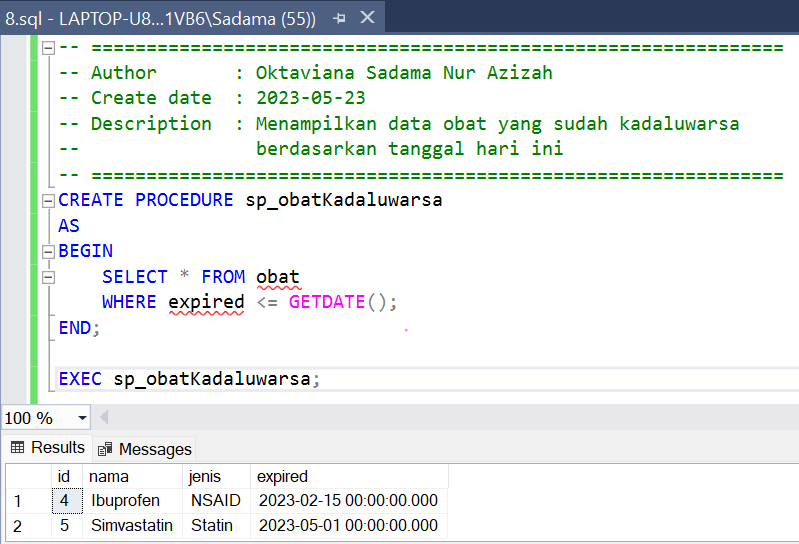 8.sql - LAPTOP-U8...1VB6\Sadama (55))
-- ===============================================================
-- Author       : Oktaviana Sadama Nur Azizah
-- Create date  : 2023-05-23
-- Description  : Menampilkan data obat yang sudah kadaluwarsa
--                berdasarkan tanggal hari ini
-- ===============================================================
CREATE PROCEDURE sp_obatKadaluwarsa
AS
BEGIN
    SELECT * FROM obat
    WHERE expired <= GETDATE();
END;
EXEC sp_obatKadaluwarsa;
100 %
Results Messages
id nama jenis expired
1 4 Ibuprofen NSAID 2023-02-15 00:00:00.000
2 5 Simvastatin Statin 2023-05-01 00:00:00.000